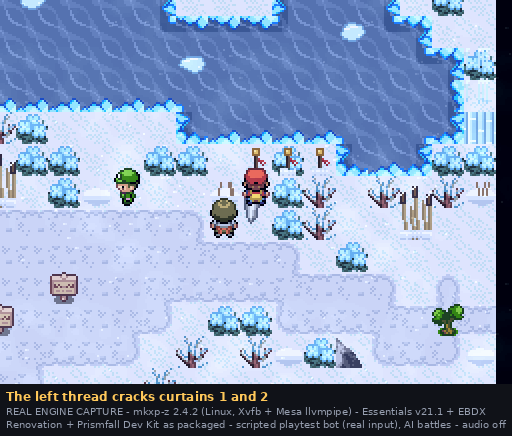 The left thread cracks curtains 1 and 2
REAL ENGINE CAPTURE - mkxp-z 2.4.2 (Linux, Xvfb + Mesa llvmpipe) - Essentials v21.1 + EBDX
Renovation + Prismfall Dev Kit as packaged - scripted playtest bot (real input), AI battles - audio off